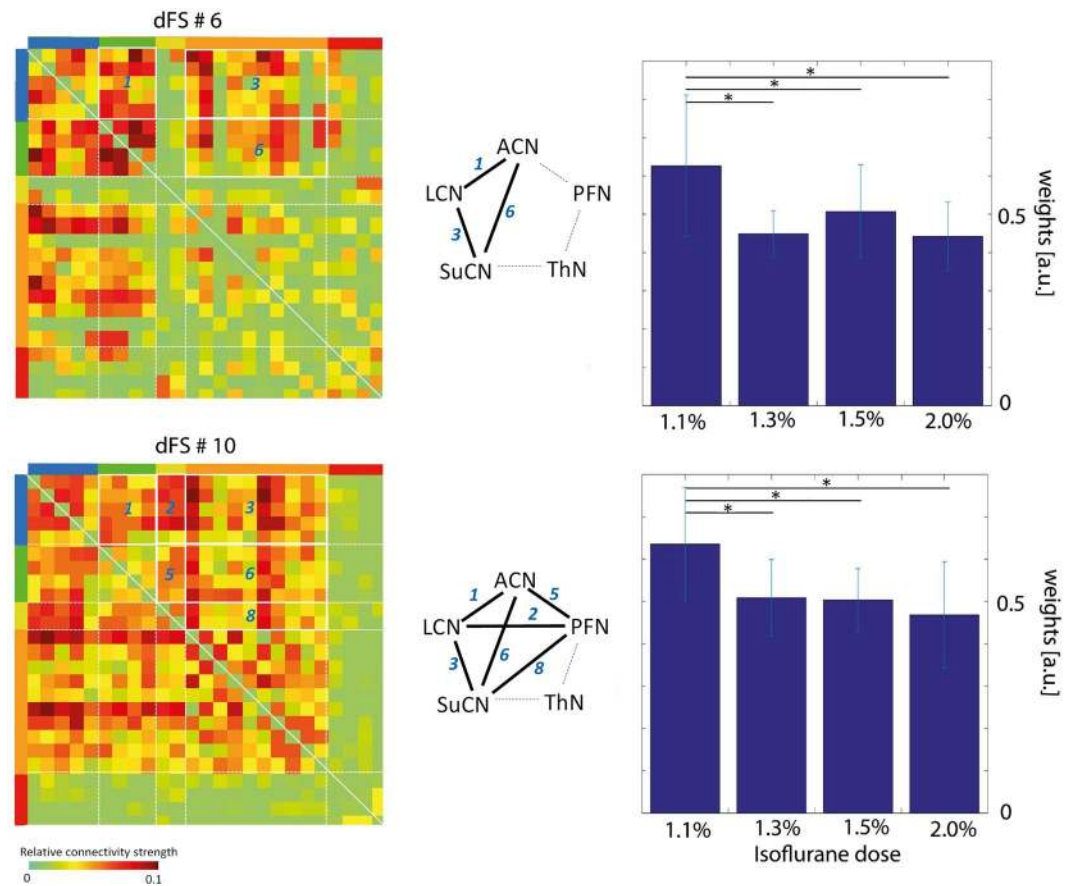 dFS # 6
1
3
6
ACN
1
LCN
PFN
6
3
SuCN
ThN
*
*
*
0.5
weights [a.u.]
0
1.1% 1.3% 1.5% 2.0%
dFS # 10
1 2 3
5 6
8
ACN
1 5
2
LCN PFN
3 6 8
SuCN ThN
*
*
*
0.5
weights [a.u.]
0
1.1% 1.3% 1.5% 2.0%
Isoflurane dose
Relative connectivity strength
0 0.1